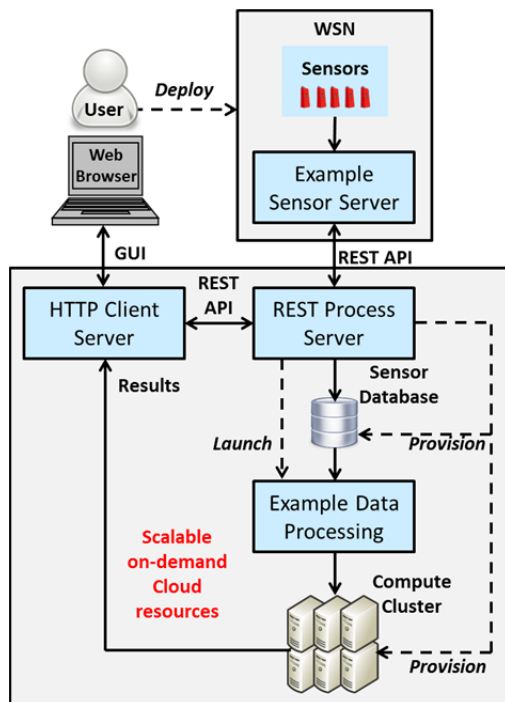 WSN
Sensors
User
Deploy
Web
Browser
Example
Sensor Server
GUI
REST API
HTTP Client
Server
REST
API
REST Process
Server
Results
Sensor
Database
Launch
Provision
Example Data
Processing
Scalable
on-demand
Cloud
resources
Compute
Cluster
Provision